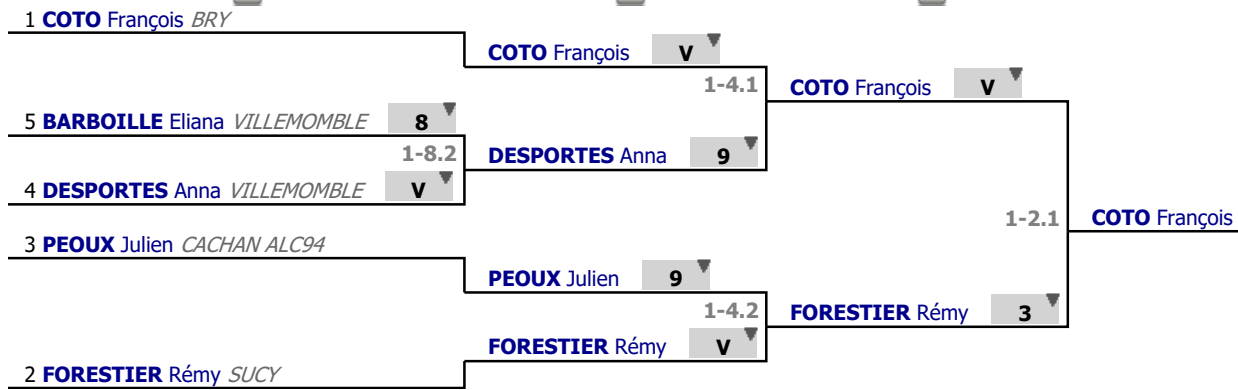 1 COTO François BRY
COTO François V
1-4.1
COTO François V
5 BARBOILLE Eliana VILLEMOMBLE 8
1-8.2
DESPORTES Anna 9
4 DESPORTES Anna VILLEMOMBLE V
1-2.1
COTO François
3 PEOUX Julien CACHAN ALC94
PEOUX Julien 9
1-4.2
FORESTIER Rémy 3
FORESTIER Rémy V
2 FORESTIER Rémy SUCY